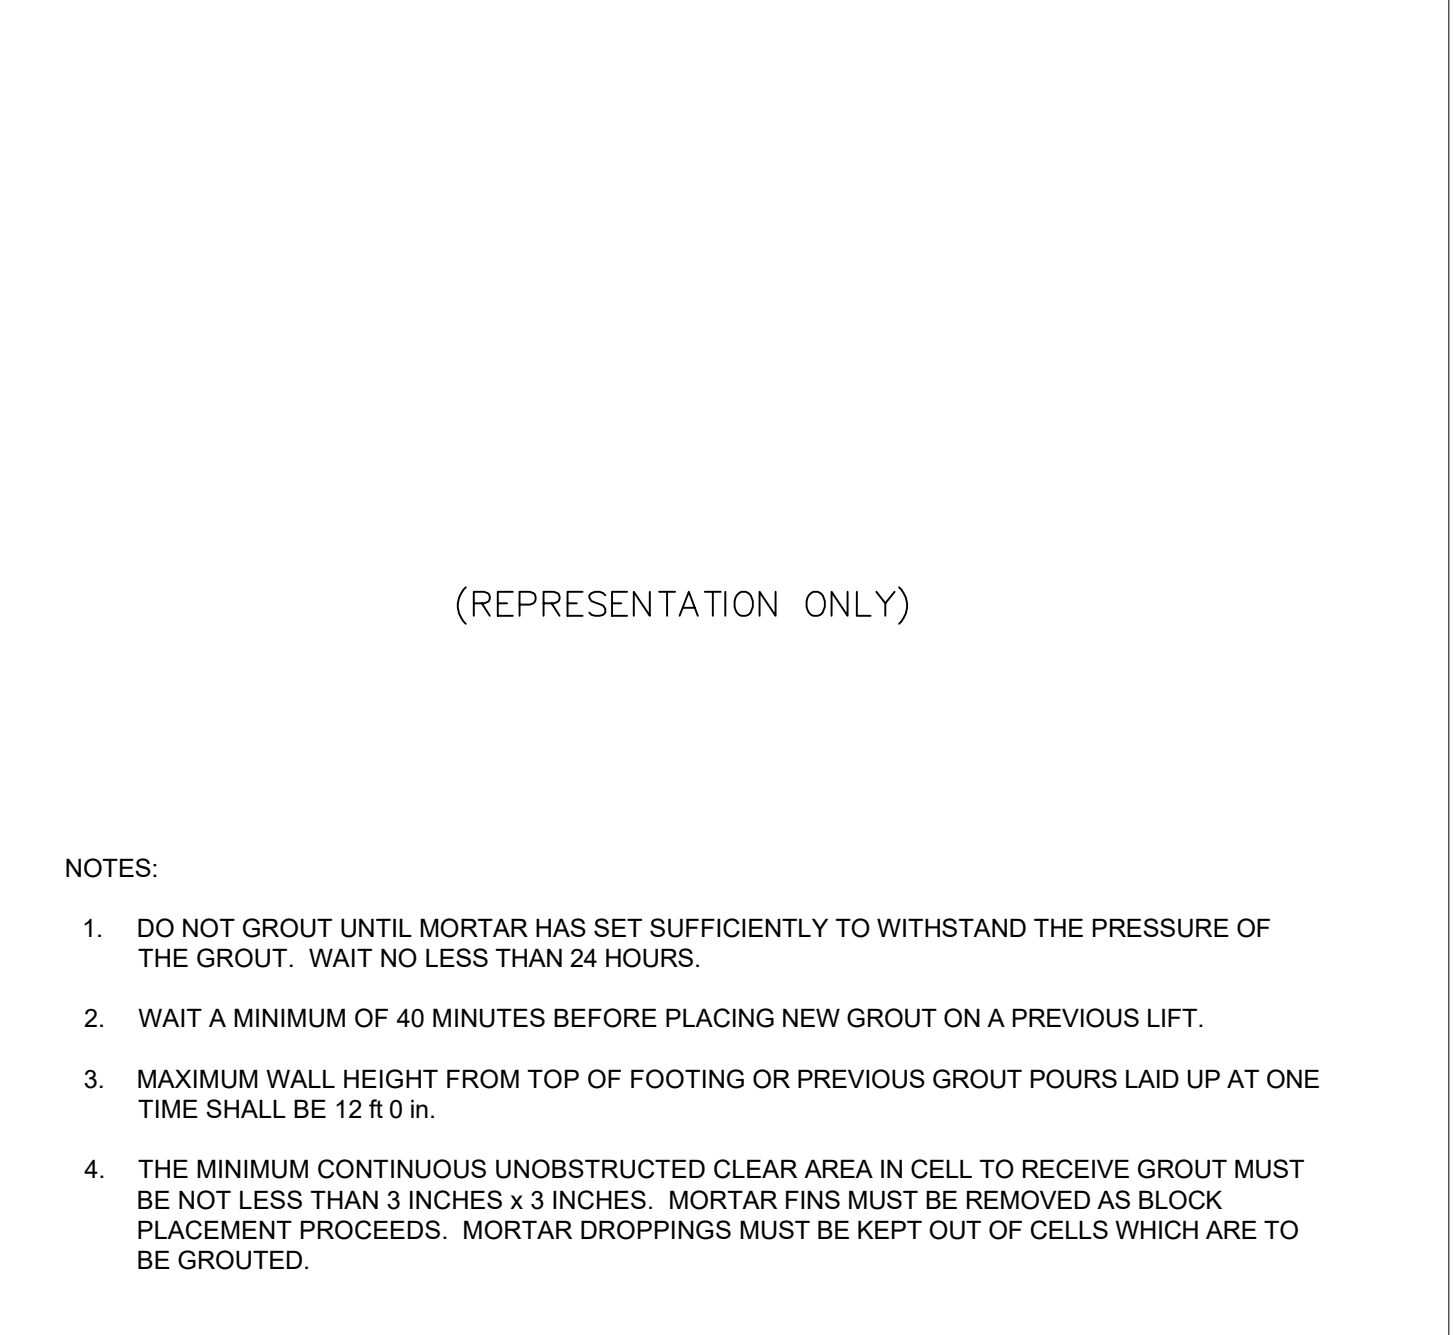 (REPRESENTATION ONLY)
NOTES:
1. DO NOT GROUT UNTIL MORTAR HAS SET SUFFICIENTLY TO WITHSTAND THE PRESSURE OF
THE GROUT. WAIT NO LESS THAN 24 HOURS.
2. WAIT A MINIMUM OF 40 MINUTES BEFORE PLACING NEW GROUT ON A PREVIOUS LIFT.
3. MAXIMUM WALL HEIGHT FROM TOP OF FOOTING OR PREVIOUS GROUT POURS LAID UP AT ONE
TIME SHALL BE 12 ft 0 in.
4. THE MINIMUM CONTINUOUS UNOBSTRUCTED CLEAR AREA IN CELL TO RECEIVE GROUT MUST
BE NOT LESS THAN 3 INCHES x 3 INCHES. MORTAR FINS MUST BE REMOVED AS BLOCK
PLACEMENT PROCEEDS. MORTAR DROPPINGS MUST BE KEPT OUT OF CELLS WHICH ARE TO
BE GROUTED.